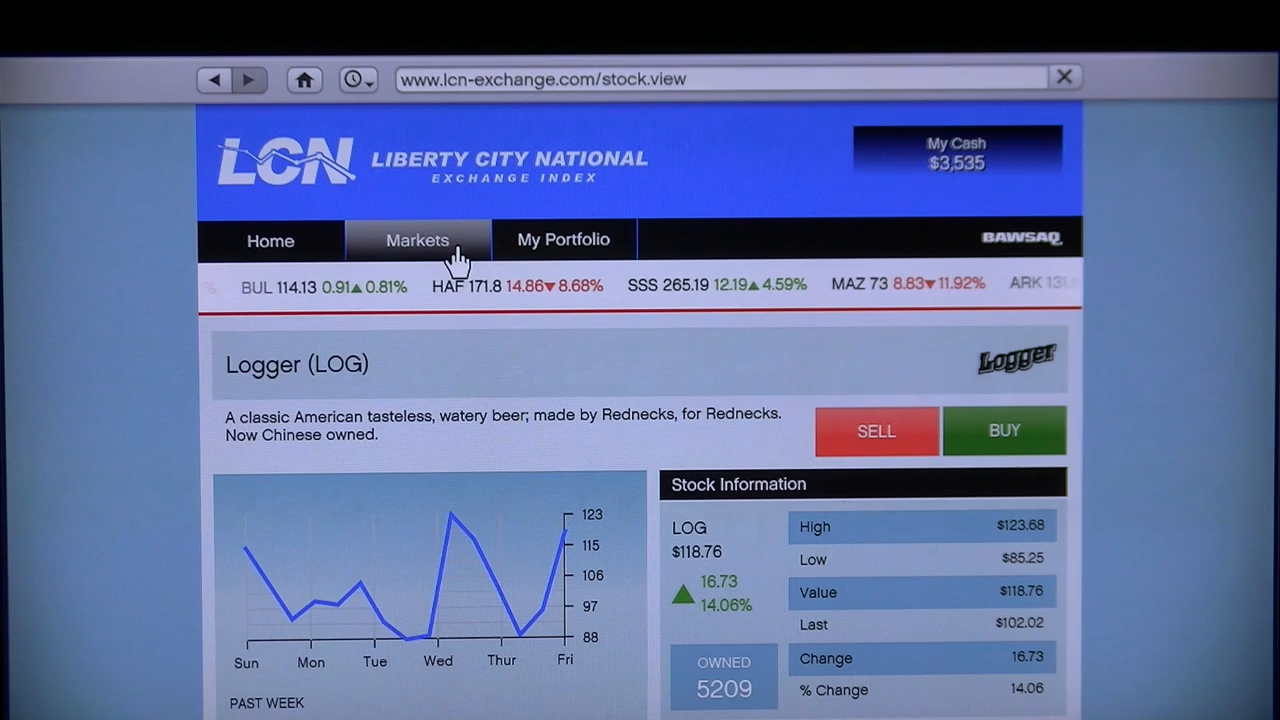 www.lcn-exchange.com/stock.view
LCN LIBERTY CITY NATIONAL
EXCHANGE INDEX
My Cash
$3,535
Home Markets My Portfolio BAWSAQ
% BUL 114.13 0.91▲0.81% HAF 171.8 14.86▼8.68% SSS 265.19 12.19▲4.59% MAZ 73 8.83▼11.92% ARK
Logger (LOG) Logger
A classic American tasteless, watery beer; made by Rednecks, for Rednecks.
Now Chinese owned.
SELL BUY
123
115
106
97
88
Sun Mon Tue Wed Thur Fri
PAST WEEK
Stock Information
LOG
$118.76
▲ 16.73
14.06%
OWNED
5209
High $123.68
Low $85.25
Value $118.76
Last $102.02
Change 16.73
% Change 14.06